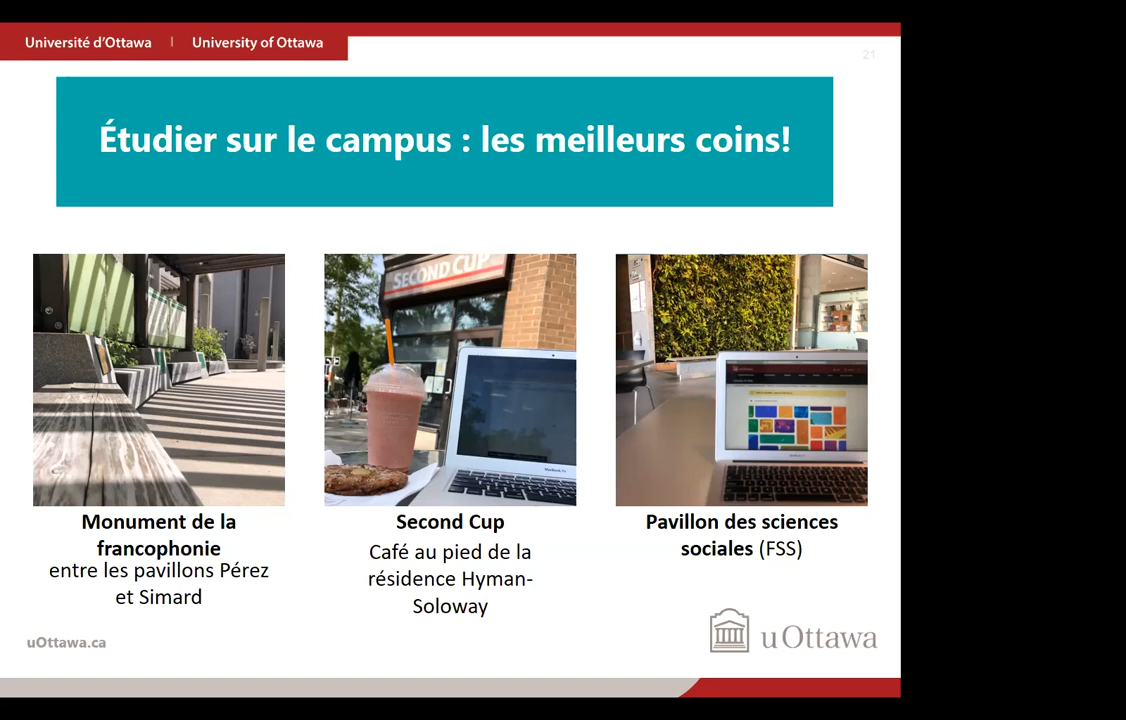 Université d'Ottawa | University of Ottawa
21
Étudier sur le campus : les meilleurs coins!
SECOND CUP
Monument de la
francophonie
entre les pavillons Pérez
et Simard
Second Cup
Café au pied de la
résidence Hyman-
Soloway
Pavillon des sciences
sociales (FSS)
uOttawa.ca
uOttawa